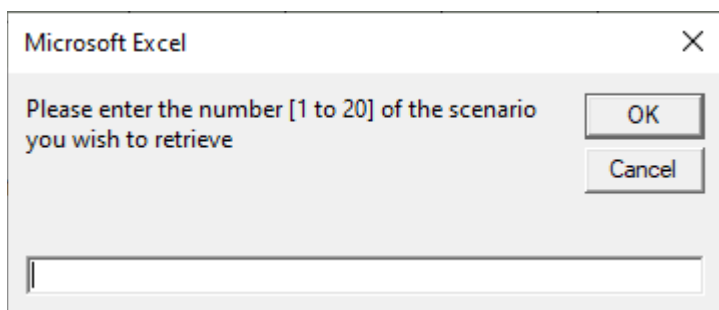 Microsoft Excel
Please enter the number [1 to 20] of the scenario
you wish to retrieve
OK
Cancel